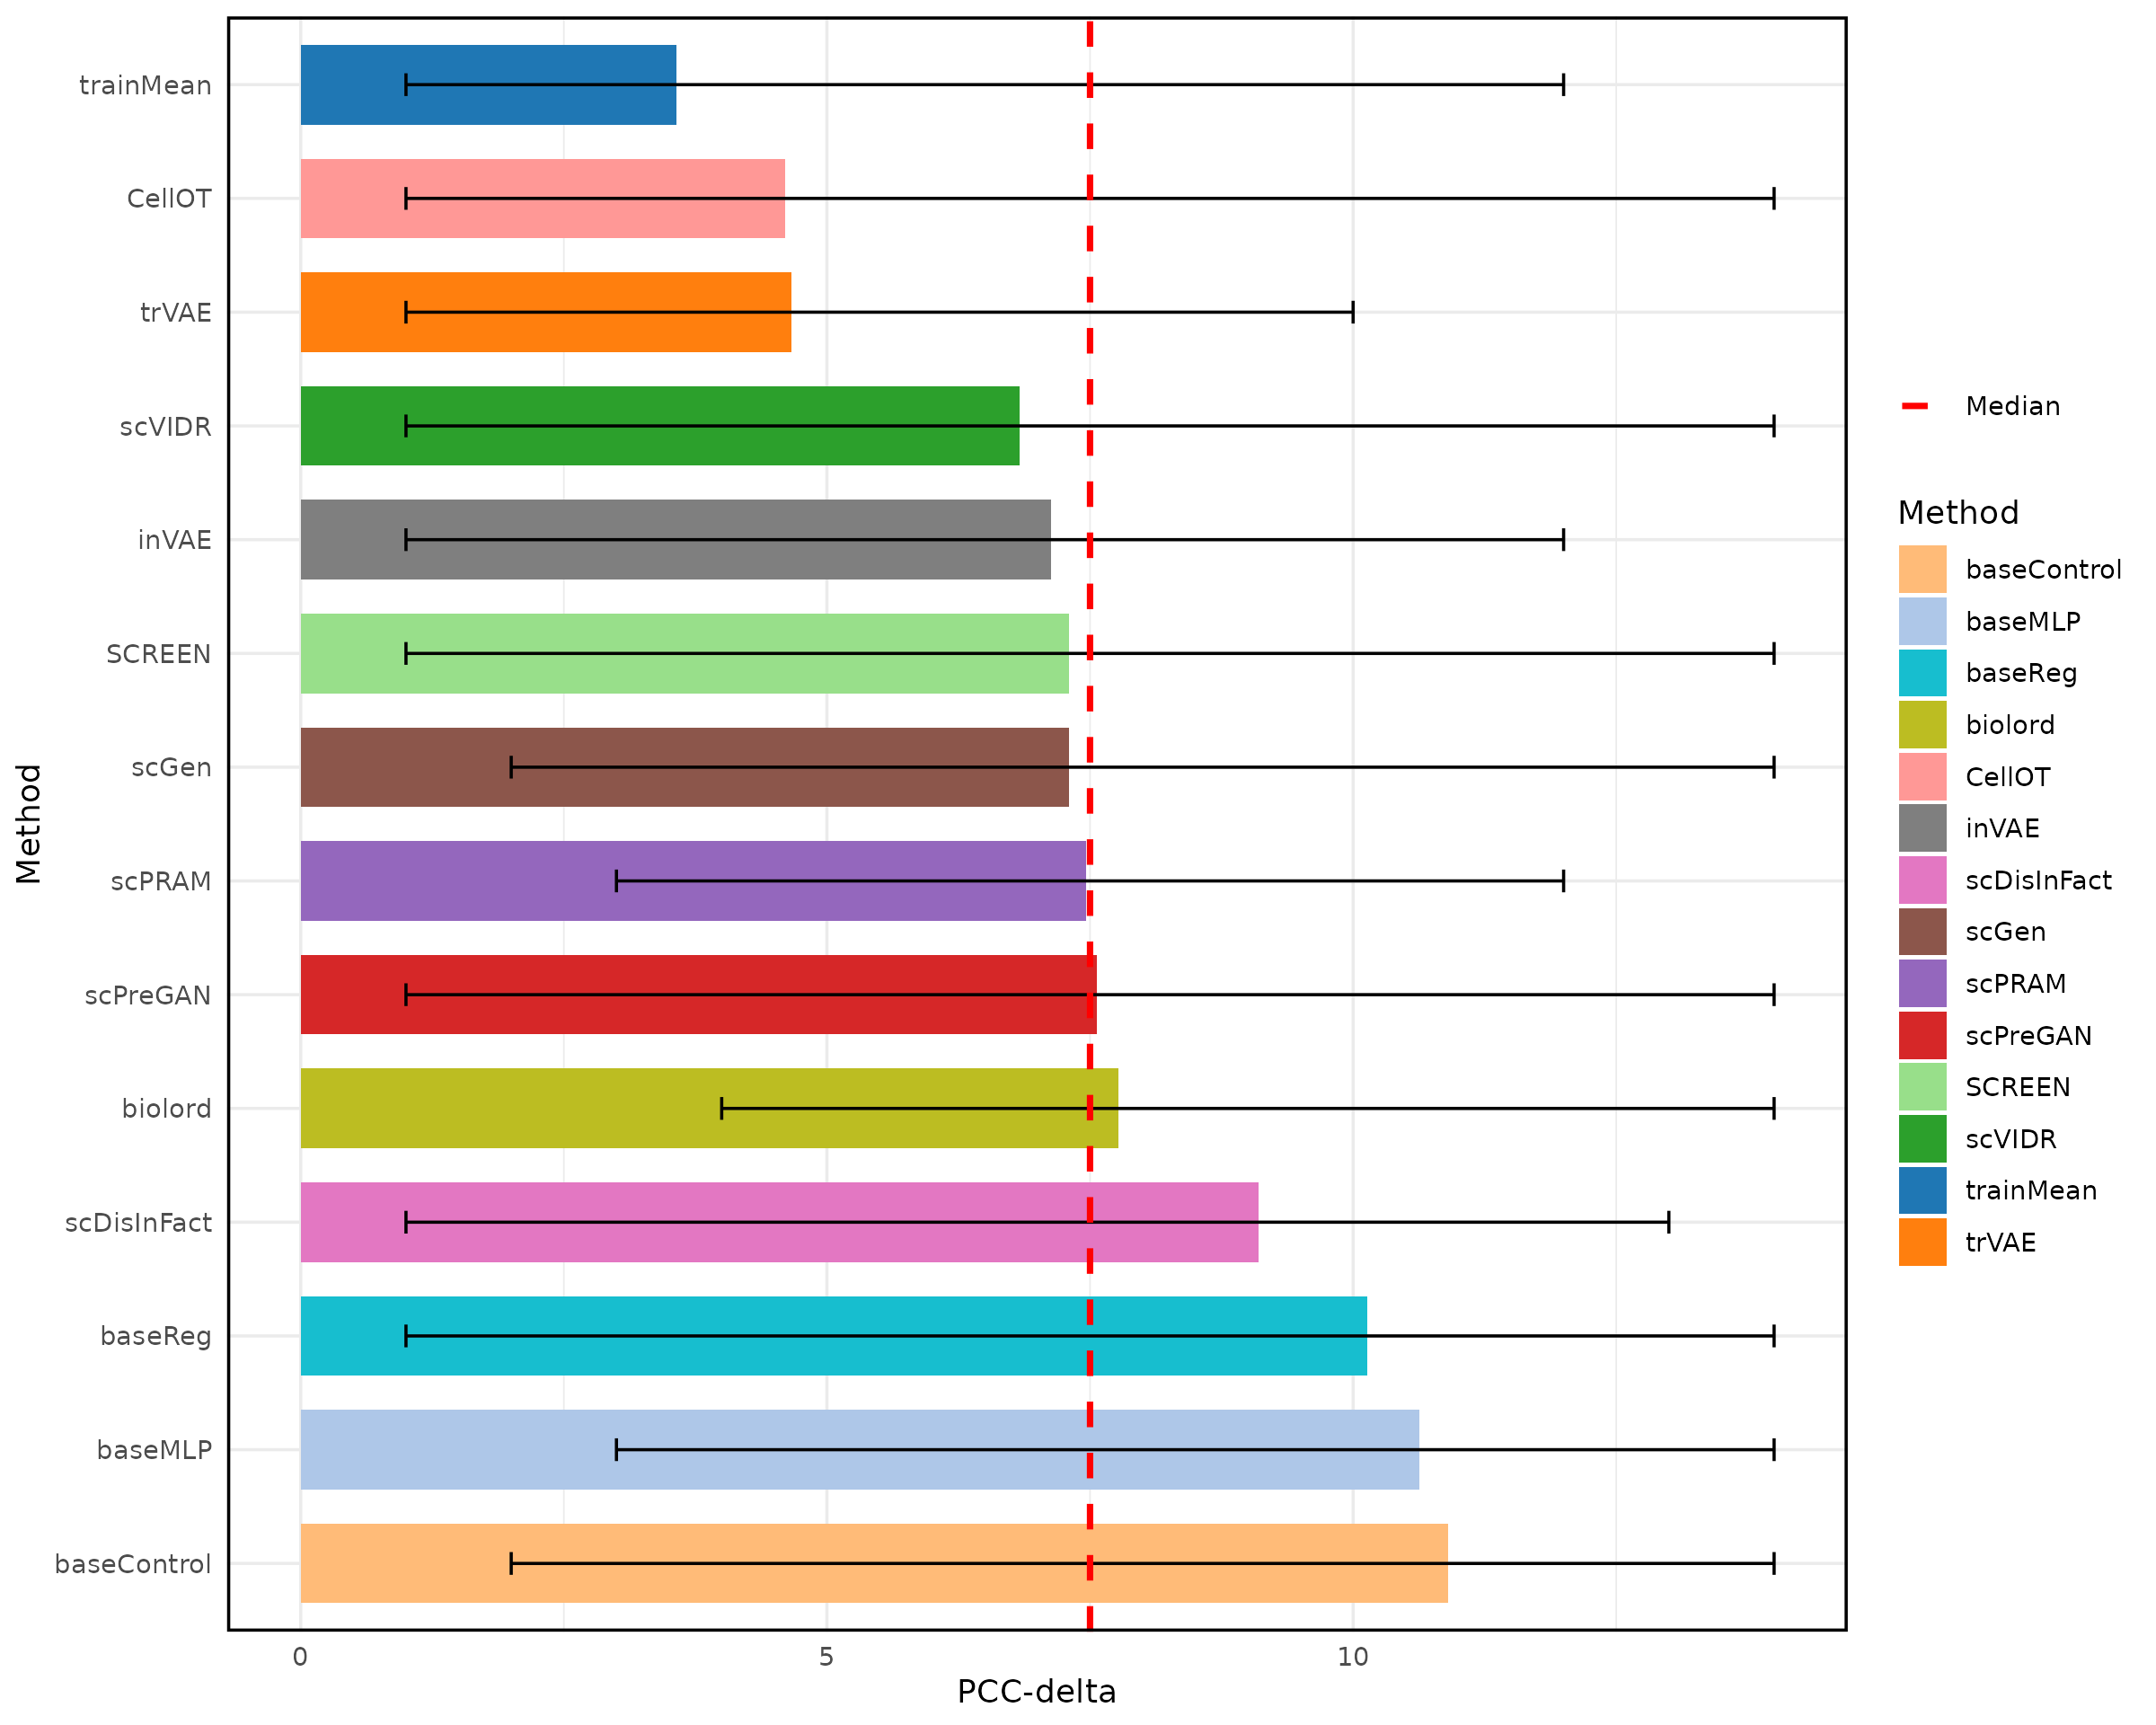 trainMean
CellOT
trVAE
scVIDR
inVAE
SCREEN
scGen
scPRAM
scPreGAN
biolord
scDisInFact
baseReg
baseMLP
baseControl
Method
0 5 10
PCC-delta
Median
Method
baseControl
baseMLP
baseReg
biolord
CellOT
inVAE
scDisInFact
scGen
scPRAM
scPreGAN
SCREEN
scVIDR
trainMean
trVAE